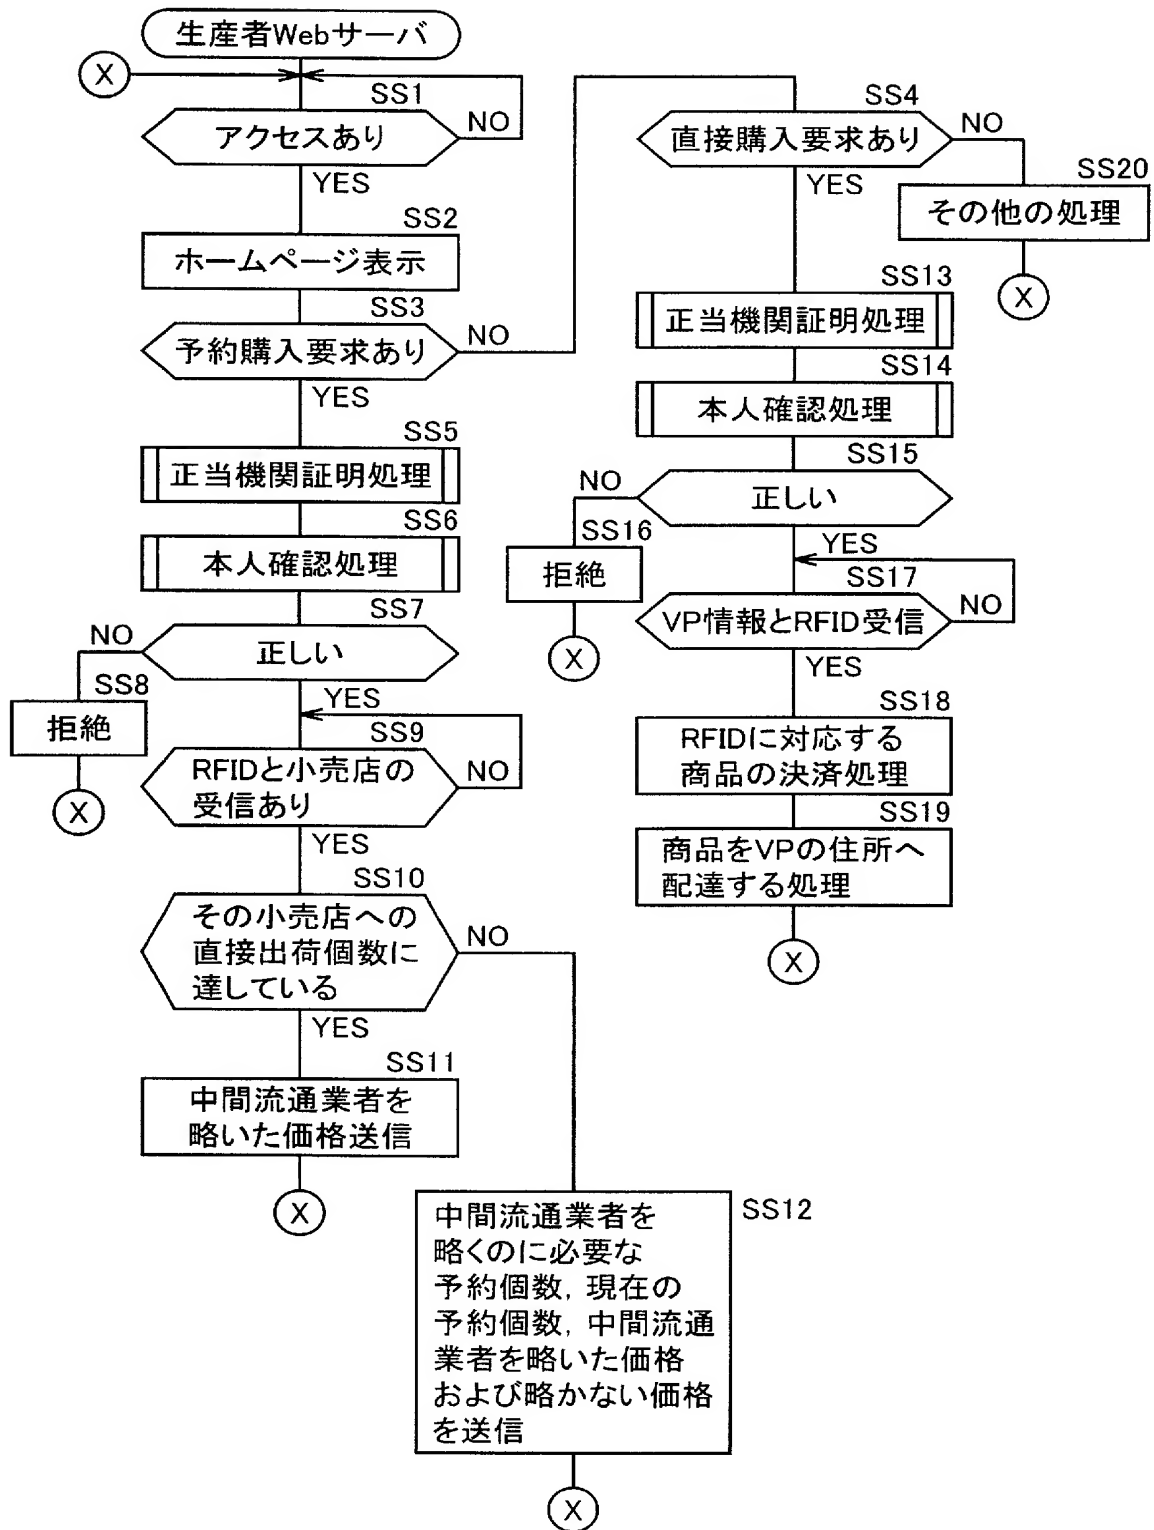 生産者Webサーバ
X
SS1
アクセスあり
NO
YES
SS2
ホームページ表示
SS3
予約購入要求あり
NO
YES
SS5
正当機関証明処理
SS6
本人確認処理
SS7
正しい
NO
YES
SS8
拒絶
X
SS9
RFIDと小売店の
受信あり
NO
YES
SS10
その小売店への
直接出荷個数に
達している
NO
YES
SS11
中間流通業者を
略いた価格送信
X
SS12
中間流通業者を
略くのに必要な
予約個数, 現在の
予約個数, 中間流通
業者を略いた価格
および略かない価格
を送信
X
SS4
直接購入要求あり
NO
YES
SS20
その他の処理
X
SS13
正当機関証明処理
SS14
本人確認処理
SS15
正しい
NO
YES
SS16
拒絶
X
SS17
VP情報とRFID受信
NO
YES
SS18
RFIDに対応する
商品の決済処理
SS19
商品をVPの住所へ
配達する処理
X